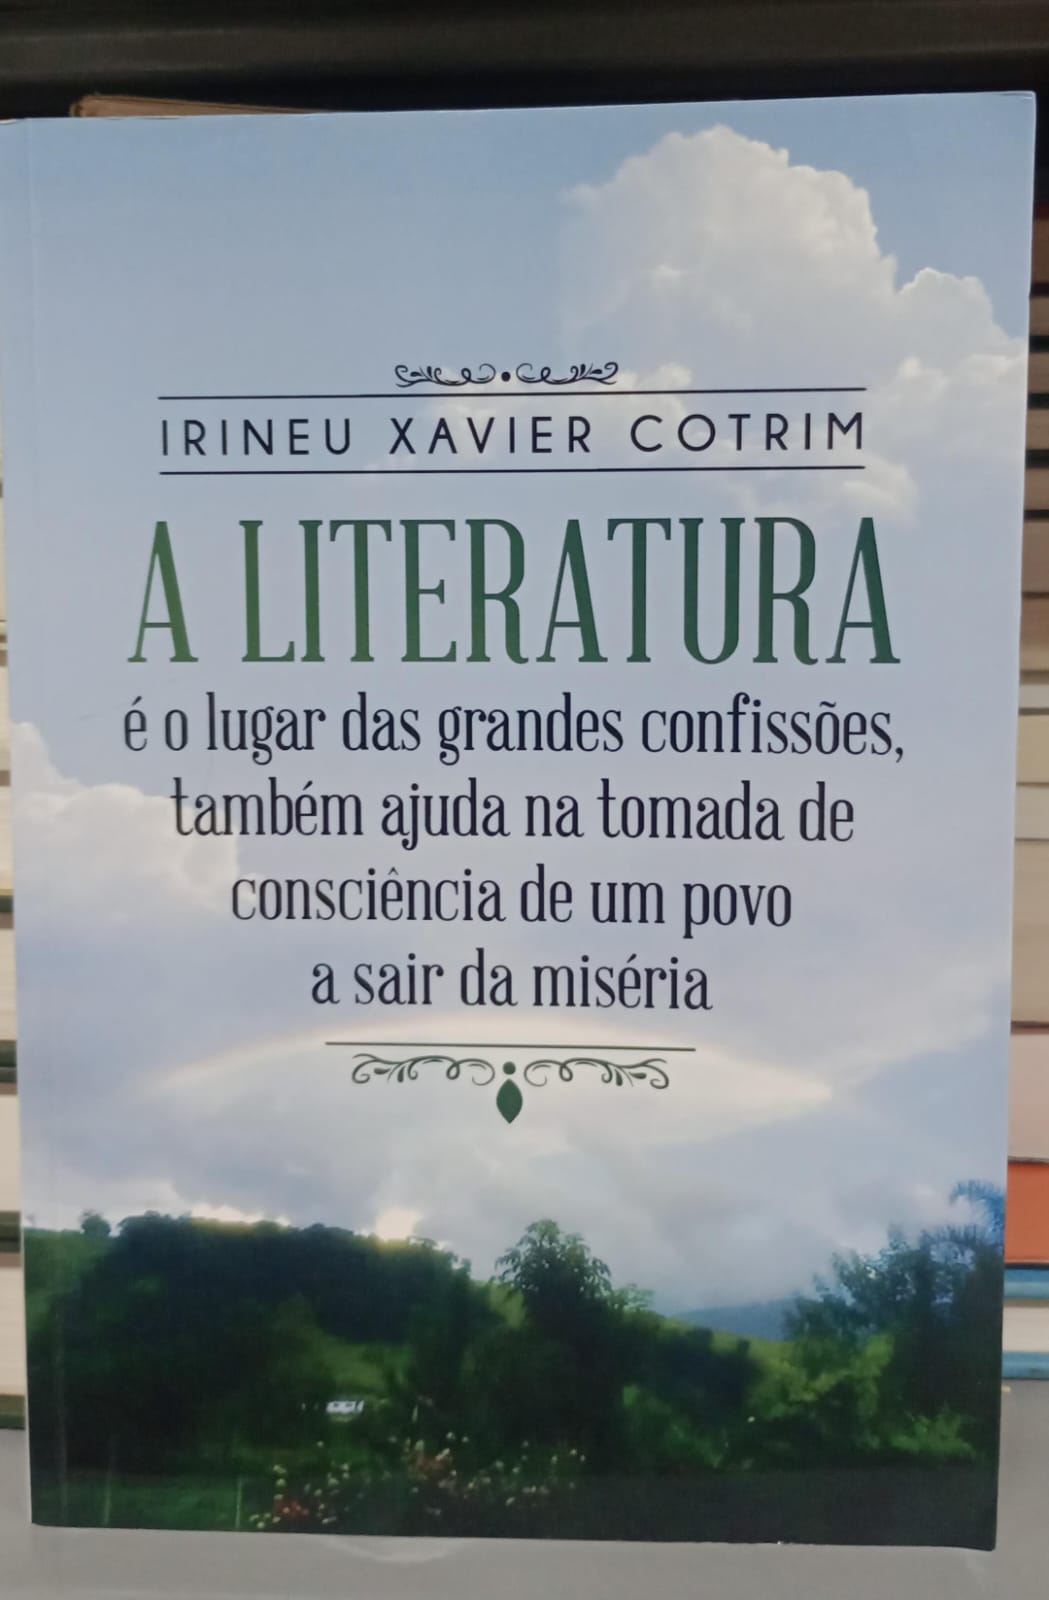 IRINEU XAVIER COTRIM
A LITERATURA
é o lugar das grandes confissões,
também ajuda na tomada de
consciência de um povo
a sair da miséria